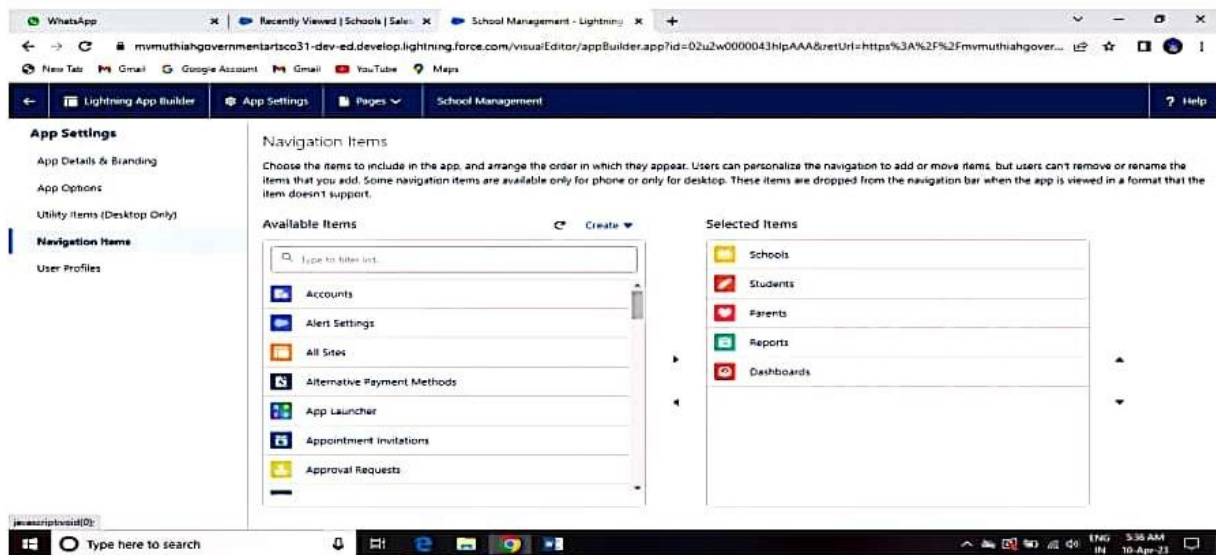 WhatsApp
Recently Viewed | Schools | Sale
School Management - Lightning
mvmuthiahgovernmentartsco31-dev-ed.develop.lightning.force.com/visualEditor/appBuilder.app?id=02u2w0000043hlpAAA&retUrl=https%3A%2F%2Fmvmuthiahgover...
New Tab Gmail Google Account Gmail YouTube Maps
Lightning App Builder App Settings Pages School Management ? Help
App Settings
App Details & Branding
App Options
Utility Items (Desktop Only)
Navigation Items
User Profiles
Navigation Items
Choose the items to include in the app, and arrange the order in which they appear. Users can personalize the navigation to add or move items, but users can't remove or rename the
items that you add. Some navigation items are available only for phone or only for desktop. These items are dropped from the navigation bar when the app is viewed in a format that the
item doesn't support.
Available Items
Create
Type to filter list...
Accounts
Alert Settings
All Sites
Alternative Payment Methods
App Launcher
Appointment Invitations
Approval Requests
Selected Items
Schools
Students
Parents
Reports
Dashboards
javascript:void(0);
Type here to search
ENG
IN
5:36 AM
10-Apr-23